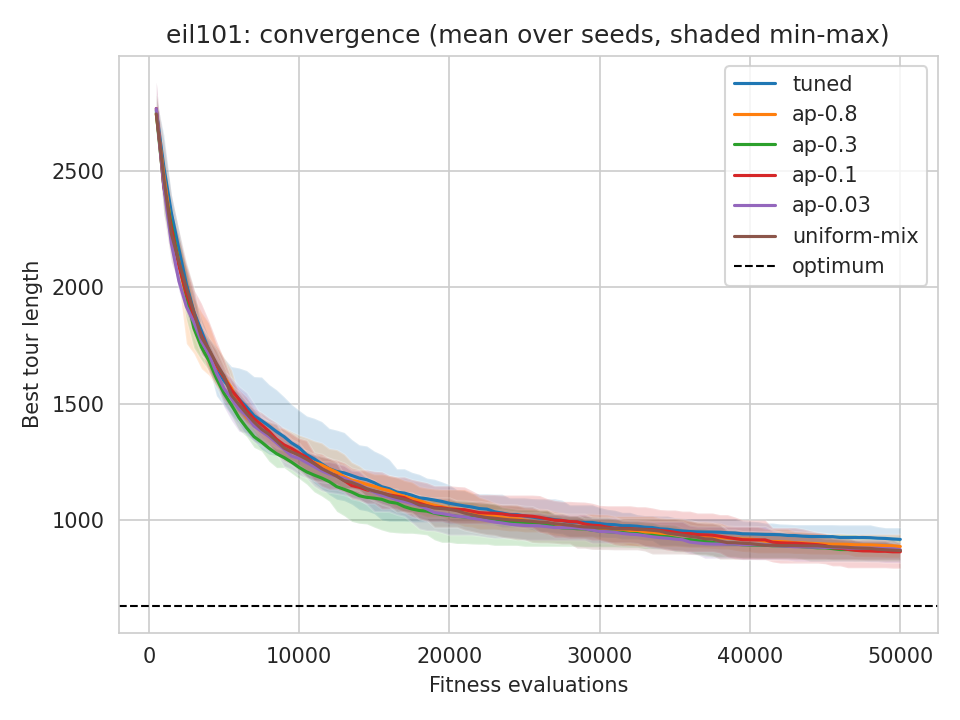 eil101: convergence (mean over seeds, shaded min-max)
Best tour length
2500
2000
1500
1000
tuned
ap-0.8
ap-0.3
ap-0.1
ap-0.03
uniform-mix
optimum
0
10000
20000
30000
40000
50000
Fitness evaluations